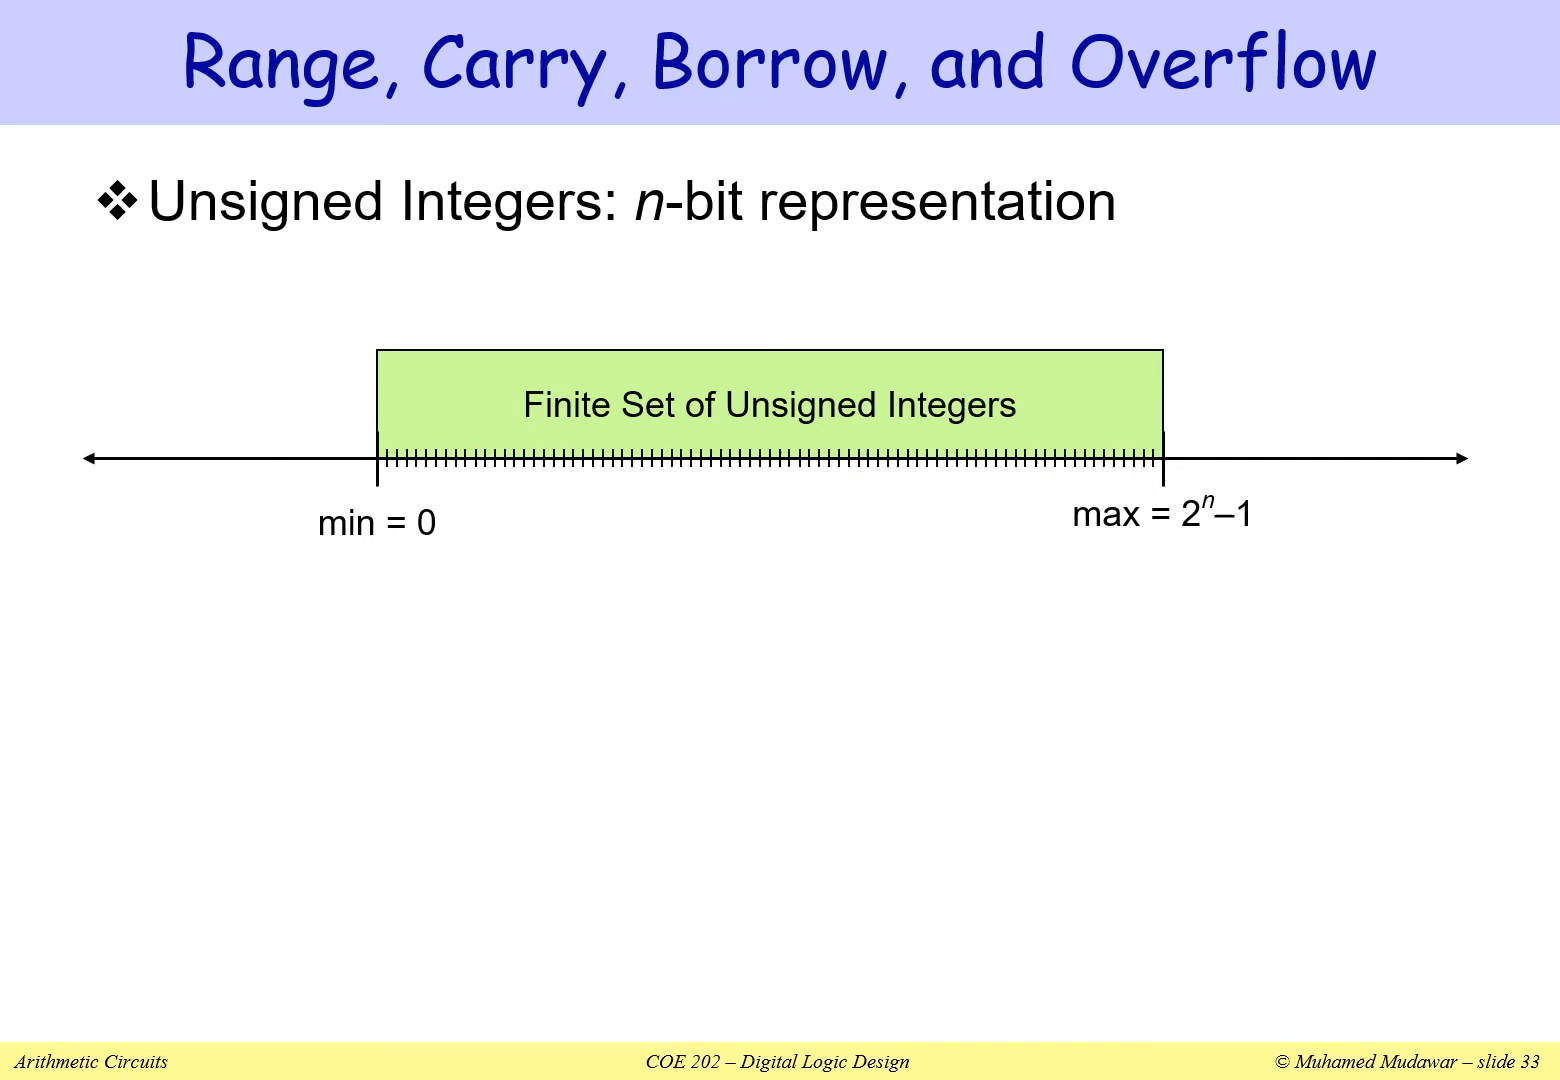 Range, Carry, Borrow, and Overflow
❖ Unsigned Integers: n-bit representation
Finite Set of Unsigned Integers
min = 0
max = 2ⁿ–1
Arithmetic Circuits
COE 202 – Digital Logic Design
© Muhamed Mudawar – slide 33